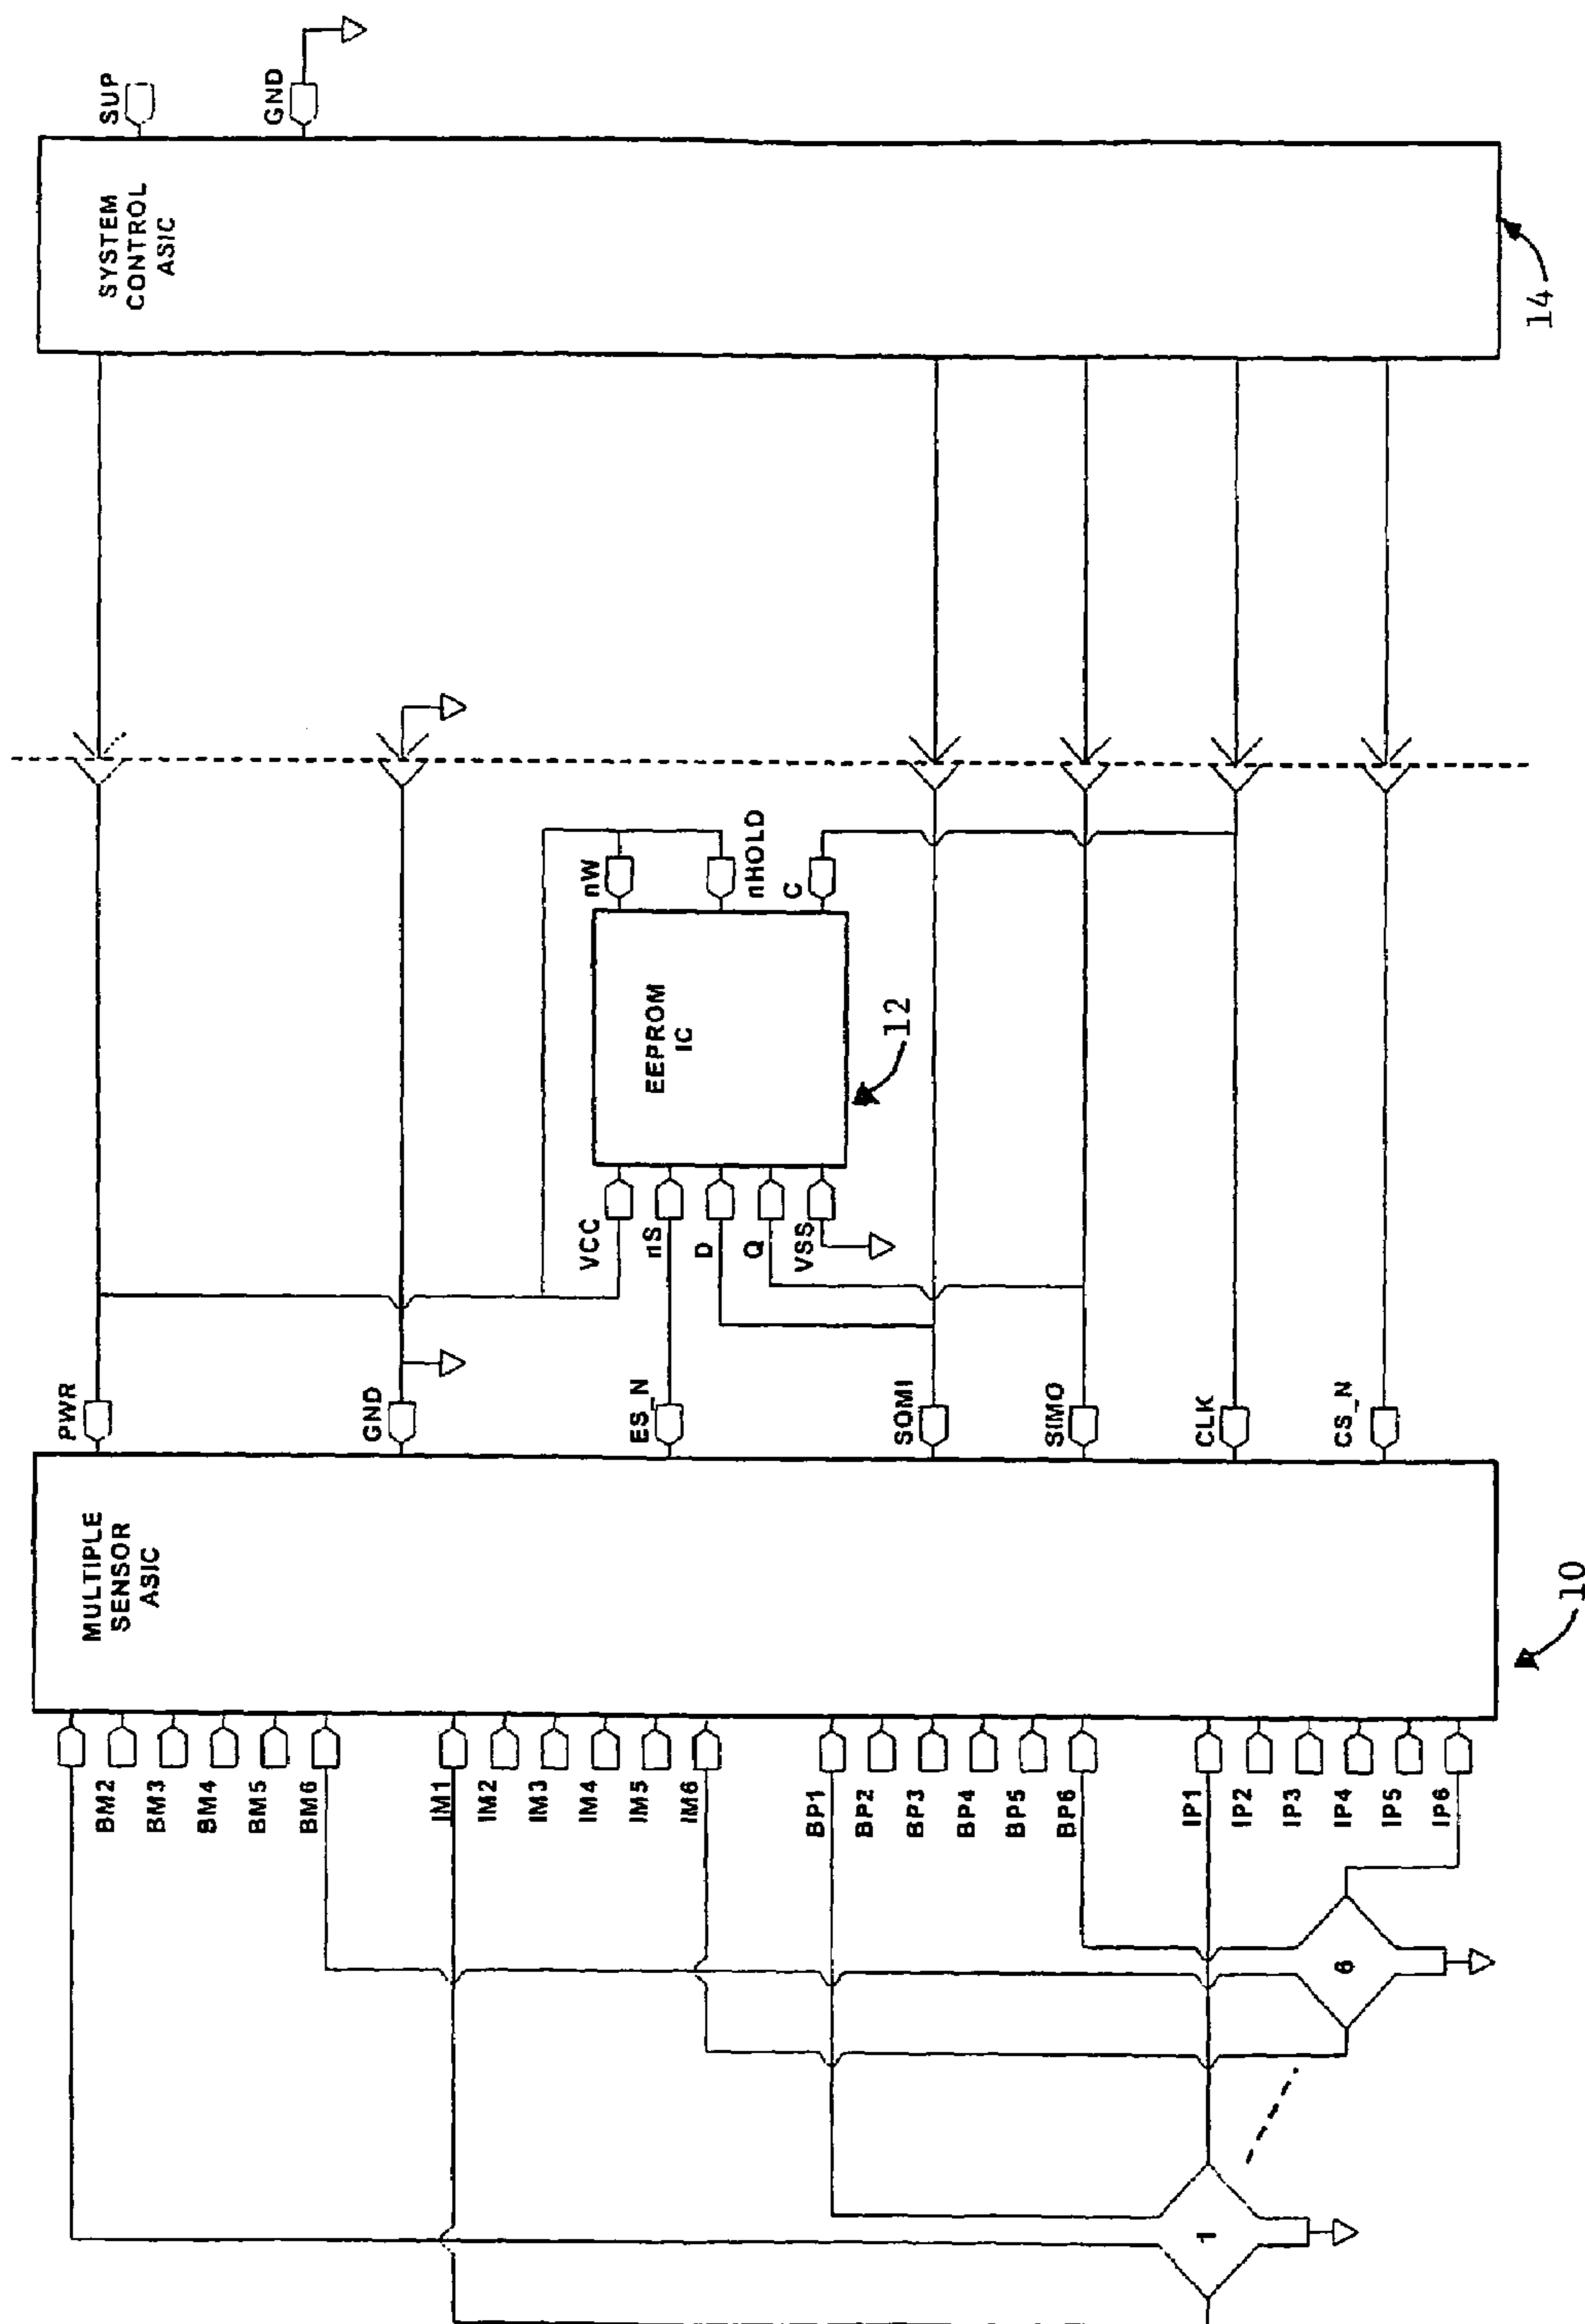 MULTIPLE
SENSOR
ASIC
10
BM2
BM3
BM4
BM5
BM6
IM1
IM2
IM3
IM4
IM5
IM6
BP1
BP2
BP3
BP4
BP5
BP6
IP1
IP2
IP3
IP4
IP5
IP6
1
6
PWR
GND
ES_N
SOMI
SIMO
CLK
CS_N
EEPROM
IC
12
VCC
nS
D
Q
VSS
nW
nHOLD
C
SYSTEM
CONTROL
ASIC
14
SUP
GND